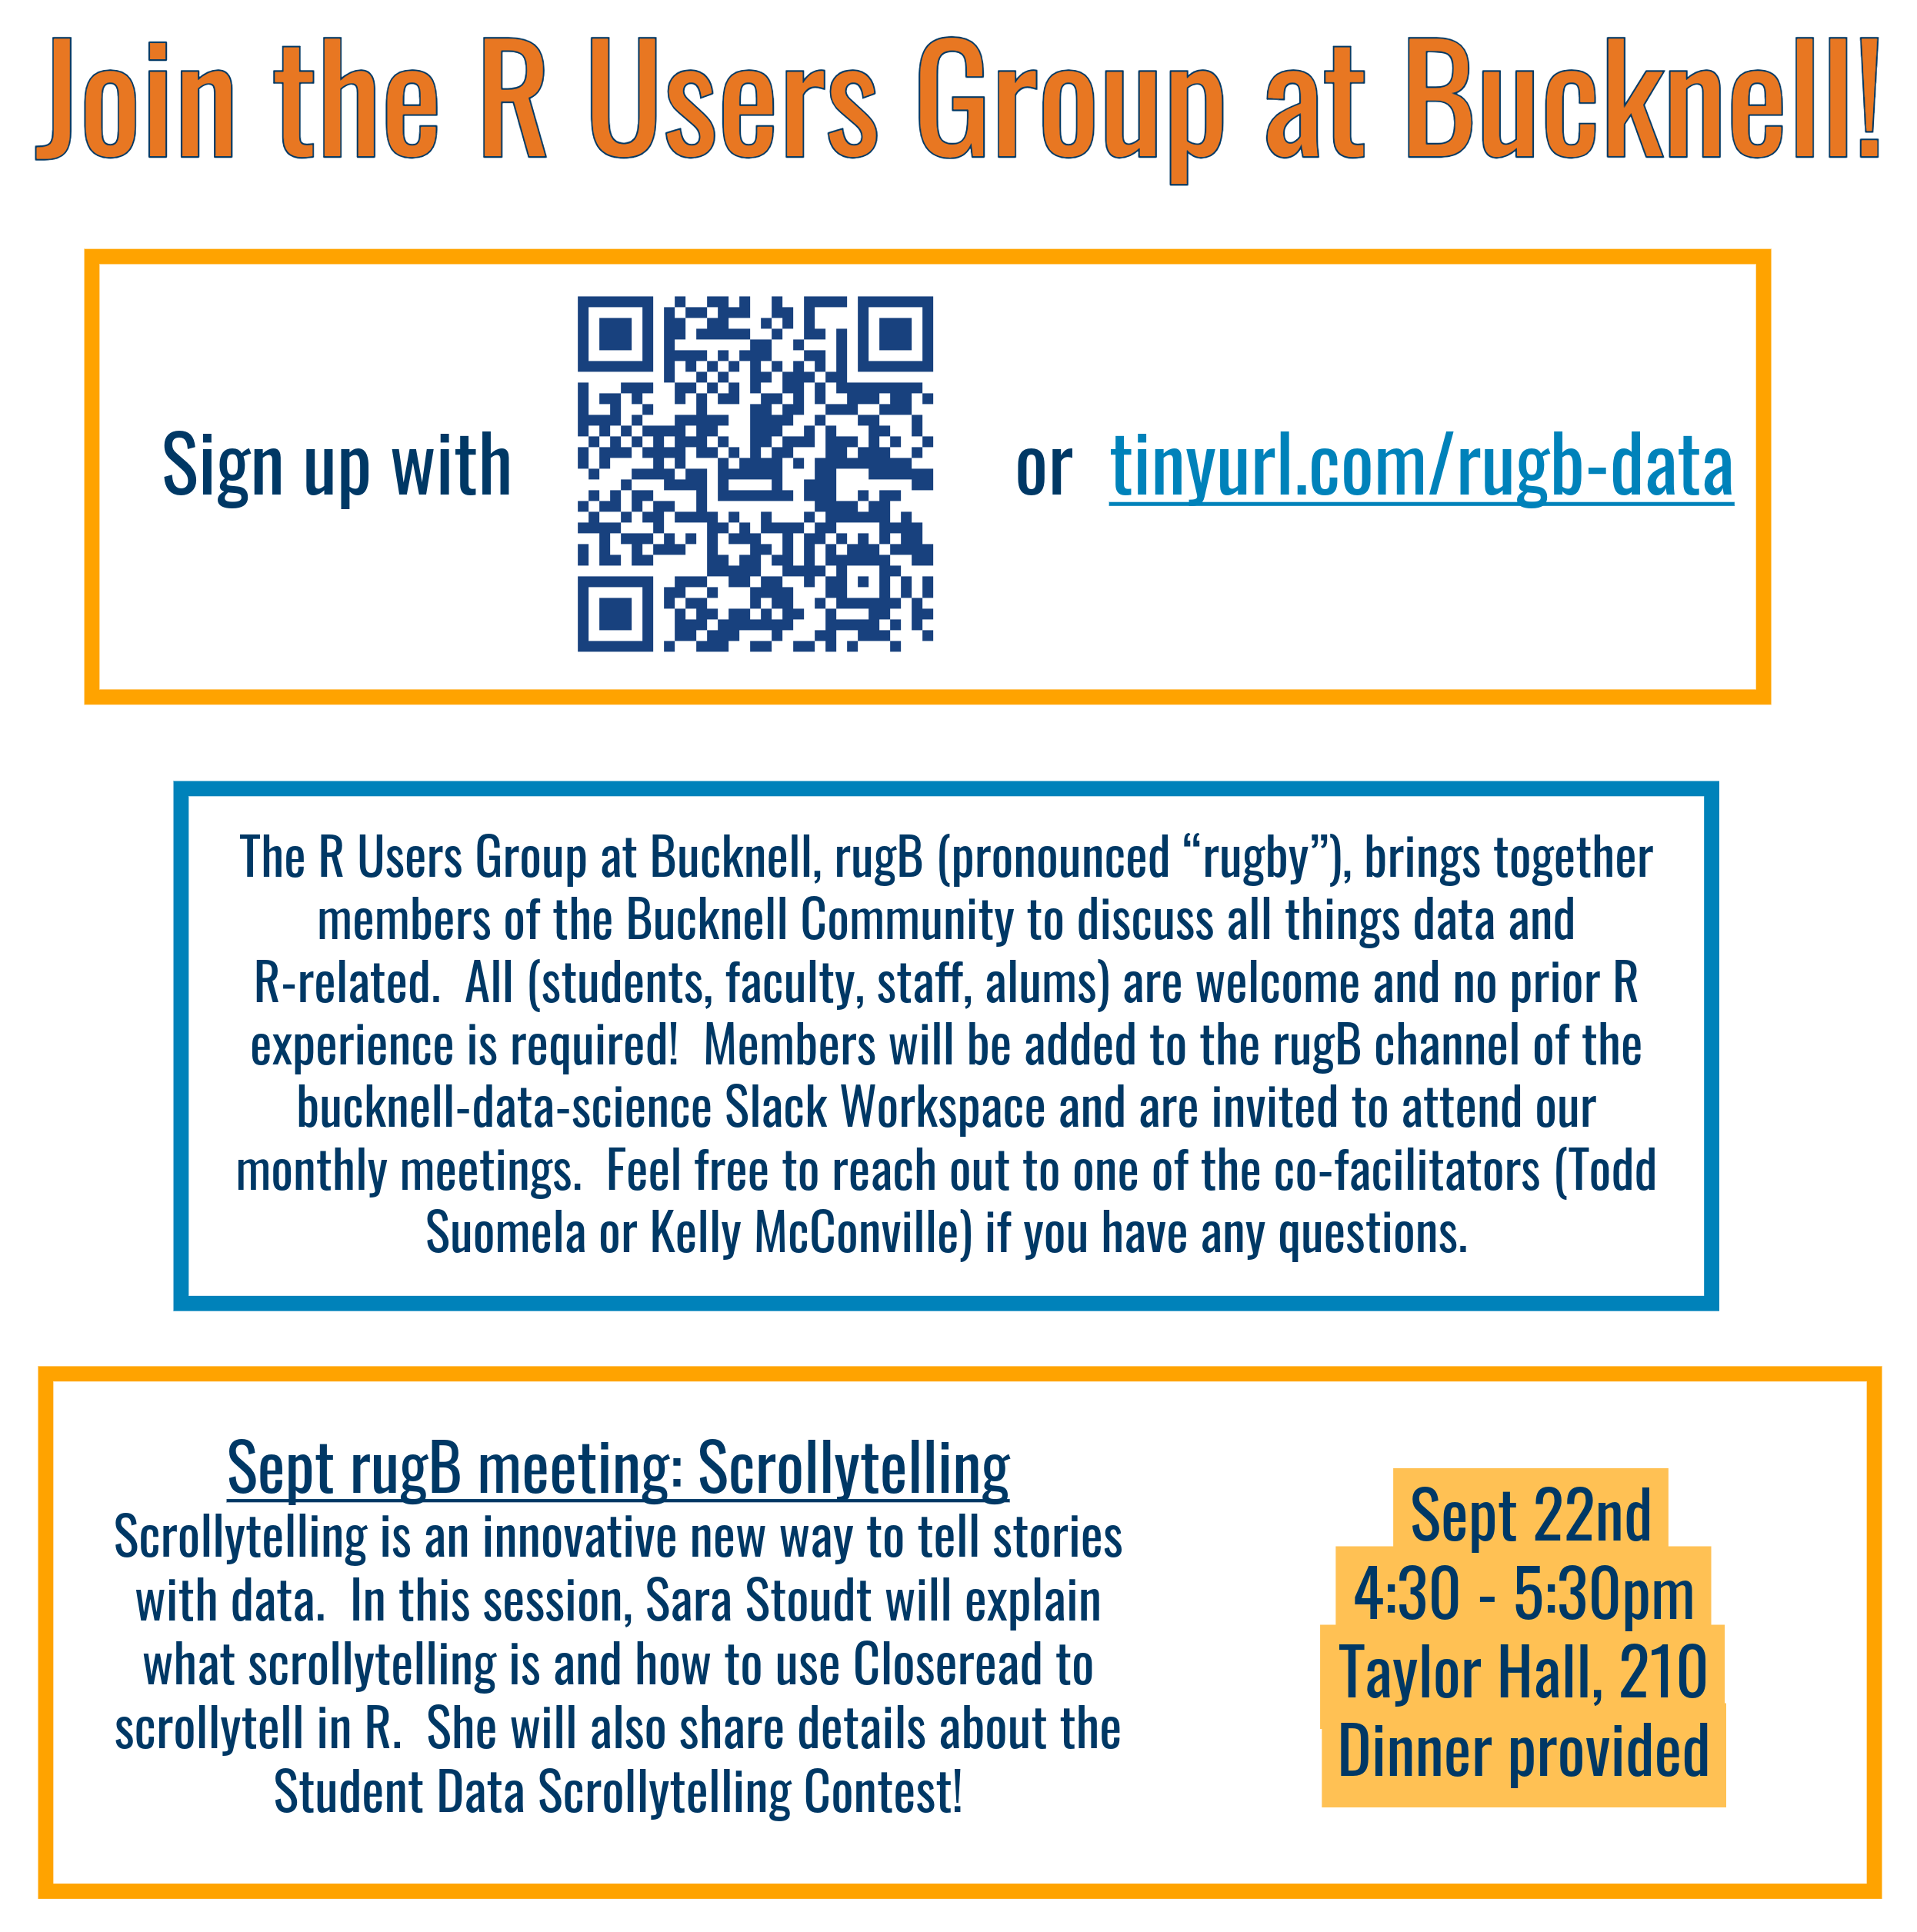 Join the R Users Group at Bucknell!
Sign up with
or tinyurl.com/rugb-data
The R Users Group at Bucknell, rugB (pronounced “rugby”), brings together
members of the Bucknell Community to discuss all things data and
R-related.  All (students, faculty, staff, alums) are welcome and no prior R
experience is required!  Members will be added to the rugB channel of the
bucknell-data-science Slack Workspace and are invited to attend our
monthly meetings.  Feel free to reach out to one of the co-facilitators (Todd
Suomela or Kelly McConville) if you have any questions.
Sept rugB meeting: Scrollytelling
Scrollytelling is an innovative new way to tell stories
with data.  In this session, Sara Stoudt will explain
what scrollytelling is and how to use Closeread to
scrollytell in R.  She will also share details about the
Student Data Scrollytelling Contest!
Sept 22nd
4:30 - 5:30pm
Taylor Hall, 210
Dinner provided